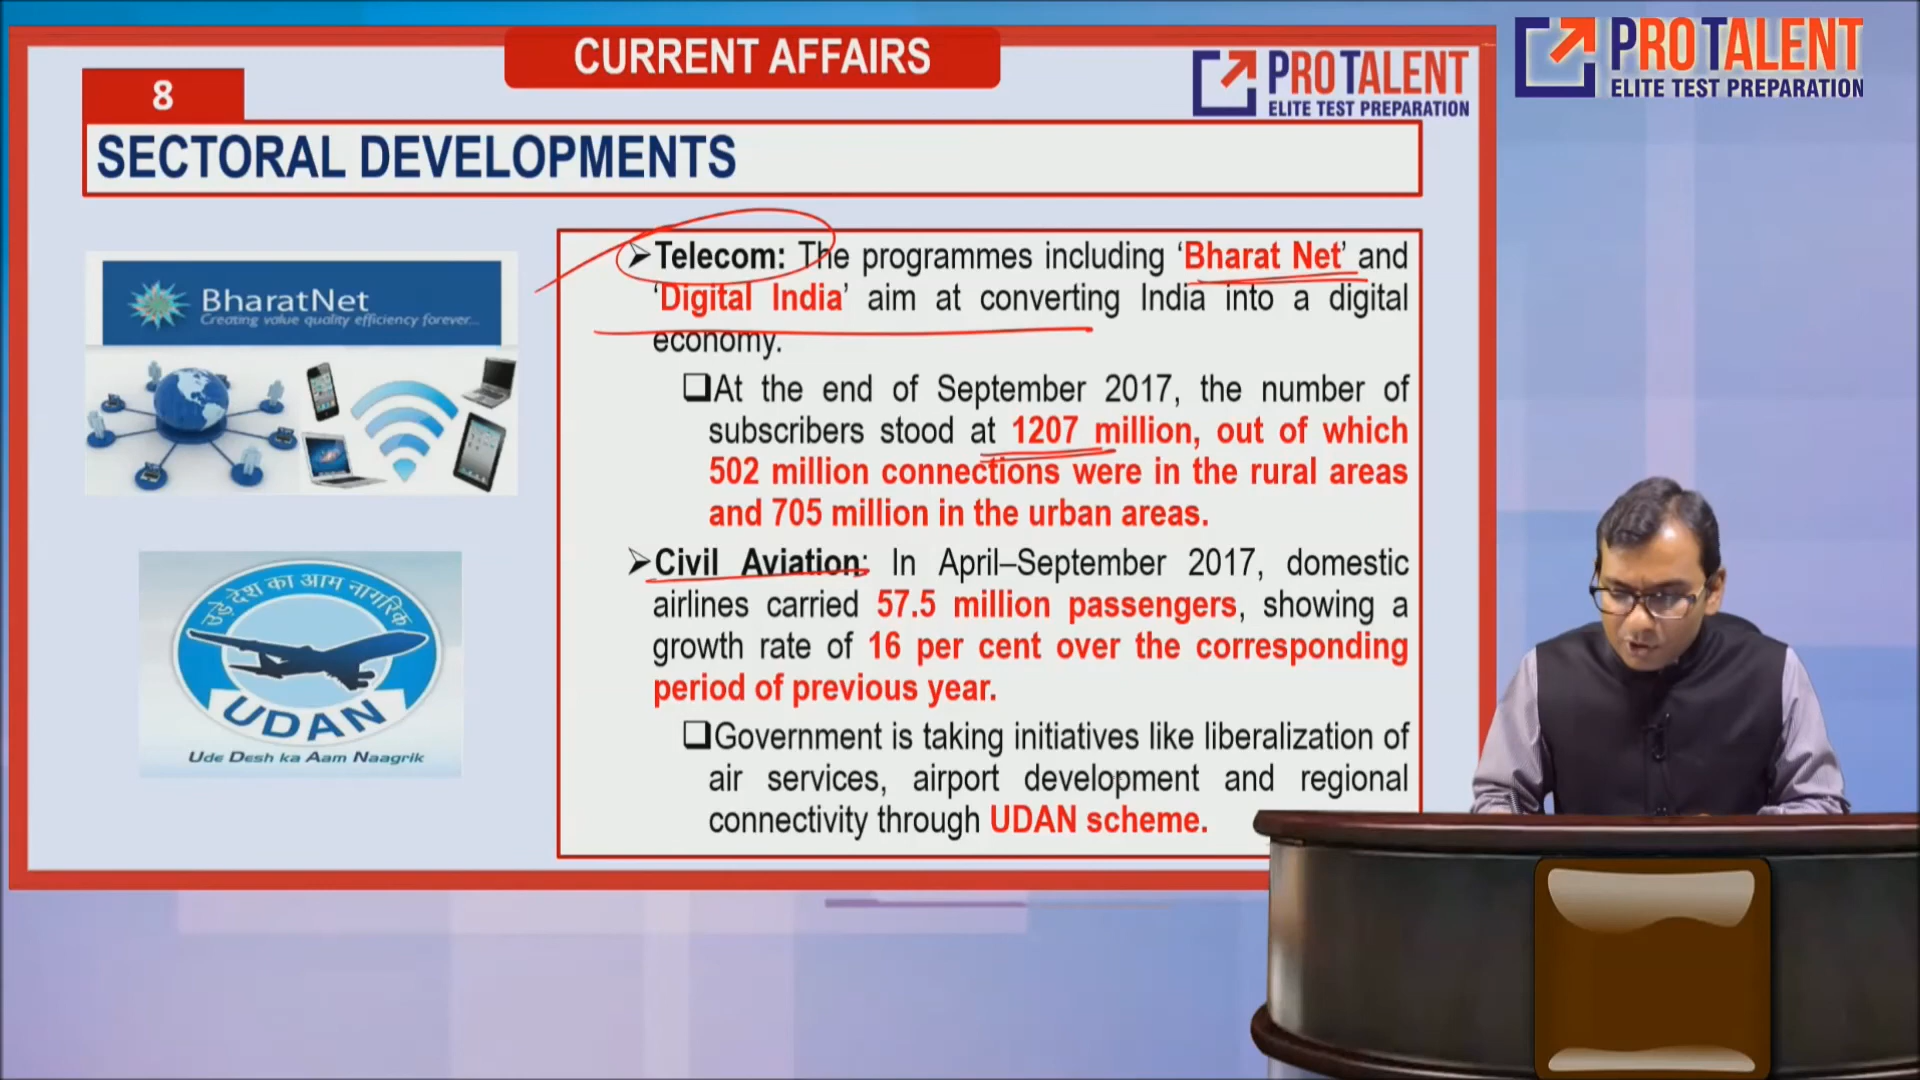 CURRENT AFFAIRS
PROTALENT
ELITE TEST PREPARATION
PROTALENT
ELITE TEST PREPARATION
8
SECTORAL DEVELOPMENTS
BharatNet
Creating value quality efficiency forever...
उड़े देश का आम नागरिक
UDAN
Ude Desh ka Aam Naagrik
➢Telecom: The programmes including ‘Bharat Net’ and
‘Digital India’ aim at converting India into a digital
economy.
❑At the end of September 2017, the number of
subscribers stood at 1207 million, out of which
502 million connections were in the rural areas
and 705 million in the urban areas.
➢Civil Aviation: In April–September 2017, domestic
airlines carried 57.5 million passengers, showing a
growth rate of 16 per cent over the corresponding
period of previous year.
❑Government is taking initiatives like liberalization of
air services, airport development and regional
connectivity through UDAN scheme.